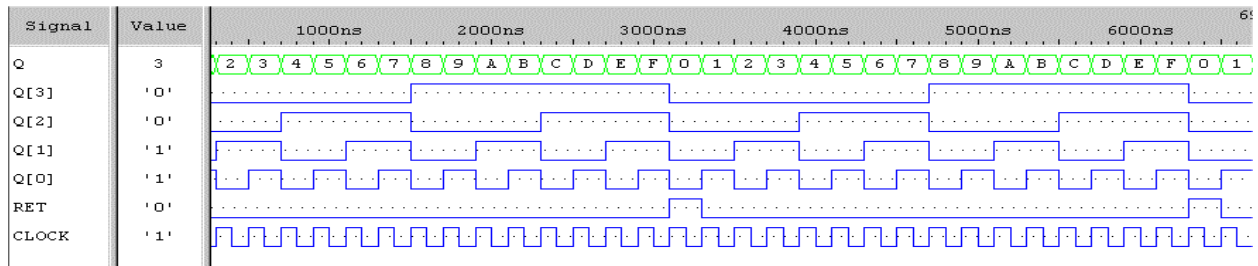 Signal Value 1000ns 2000ns 3000ns 4000ns 5000ns 6000ns 69
Q 3 2 3 4 5 6 7 8 9 A B C D E F 0 1 2 3 4 5 6 7 8 9 A B C D E F 0 1
Q[3] '0'
Q[2] '0'
Q[1] '1'
Q[0] '1'
RET '0'
CLOCK '1'